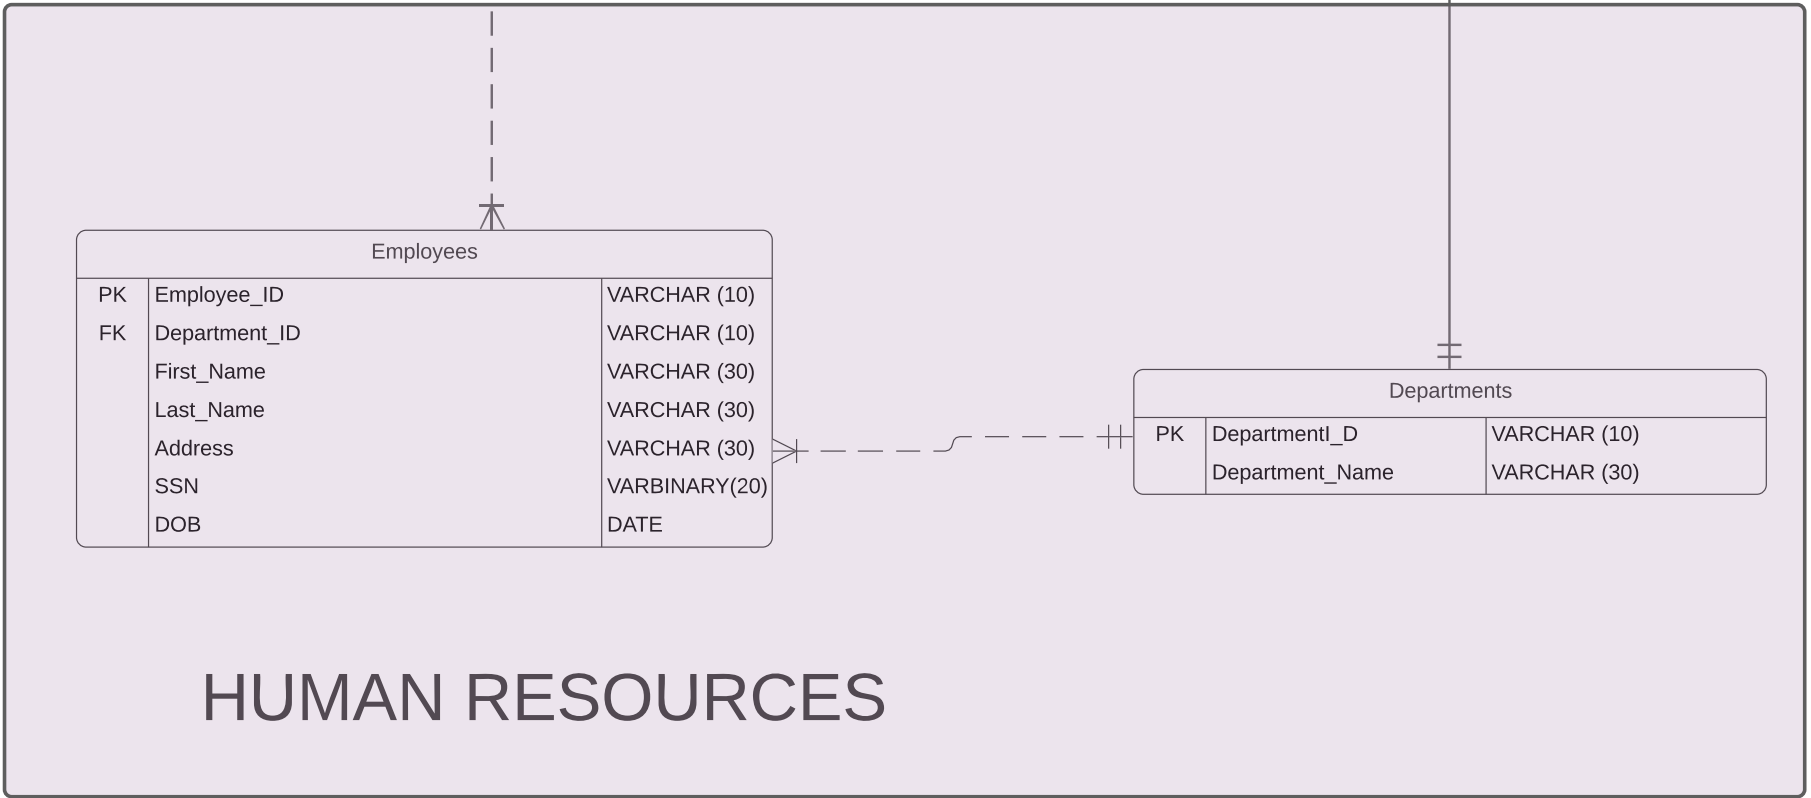 Employees
PK Employee_ID VARCHAR (10)
FK Department_ID VARCHAR (10)
First_Name VARCHAR (30)
Last_Name VARCHAR (30)
Address VARCHAR (30)
SSN VARBINARY(20)
DOB DATE
Departments
PK DepartmentI_D VARCHAR (10)
Department_Name VARCHAR (30)
HUMAN RESOURCES